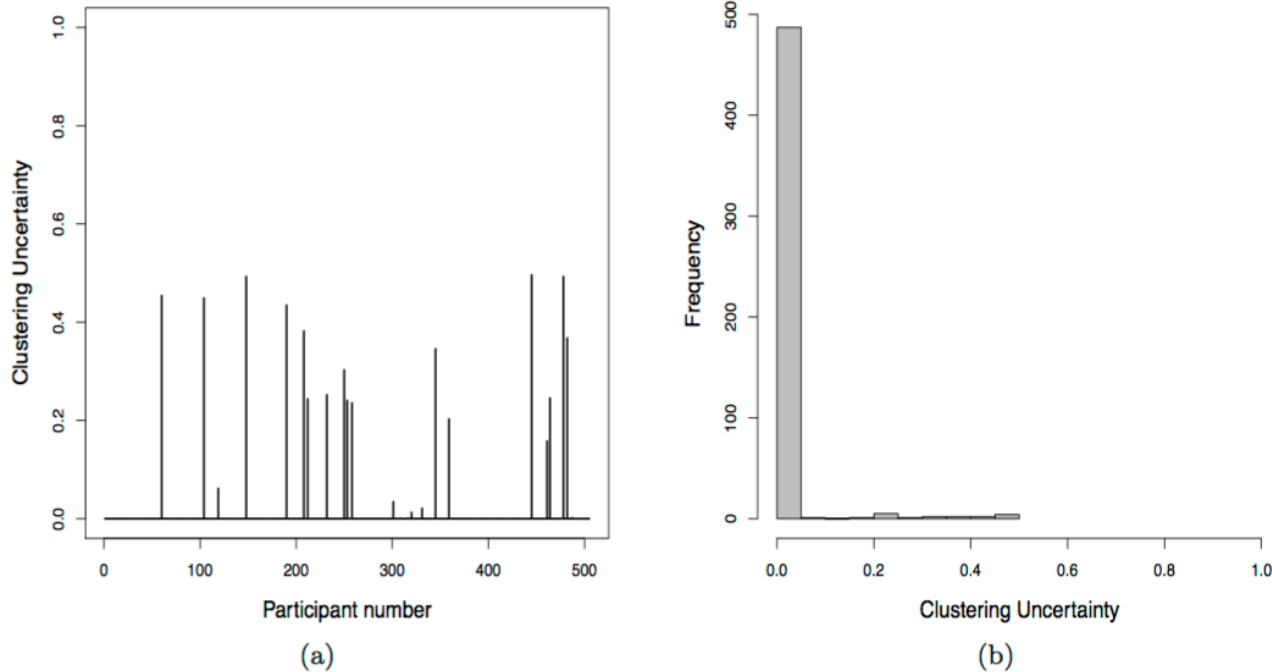 Clustering Uncertainty
1.0
0.8
0.6
0.4
0.2
0.0
0 100 200 300 400 500
Participant number
(a)
Frequency
500
400
300
200
100
0
0.0 0.2 0.4 0.6 0.8 1.0
Clustering Uncertainty
(b)